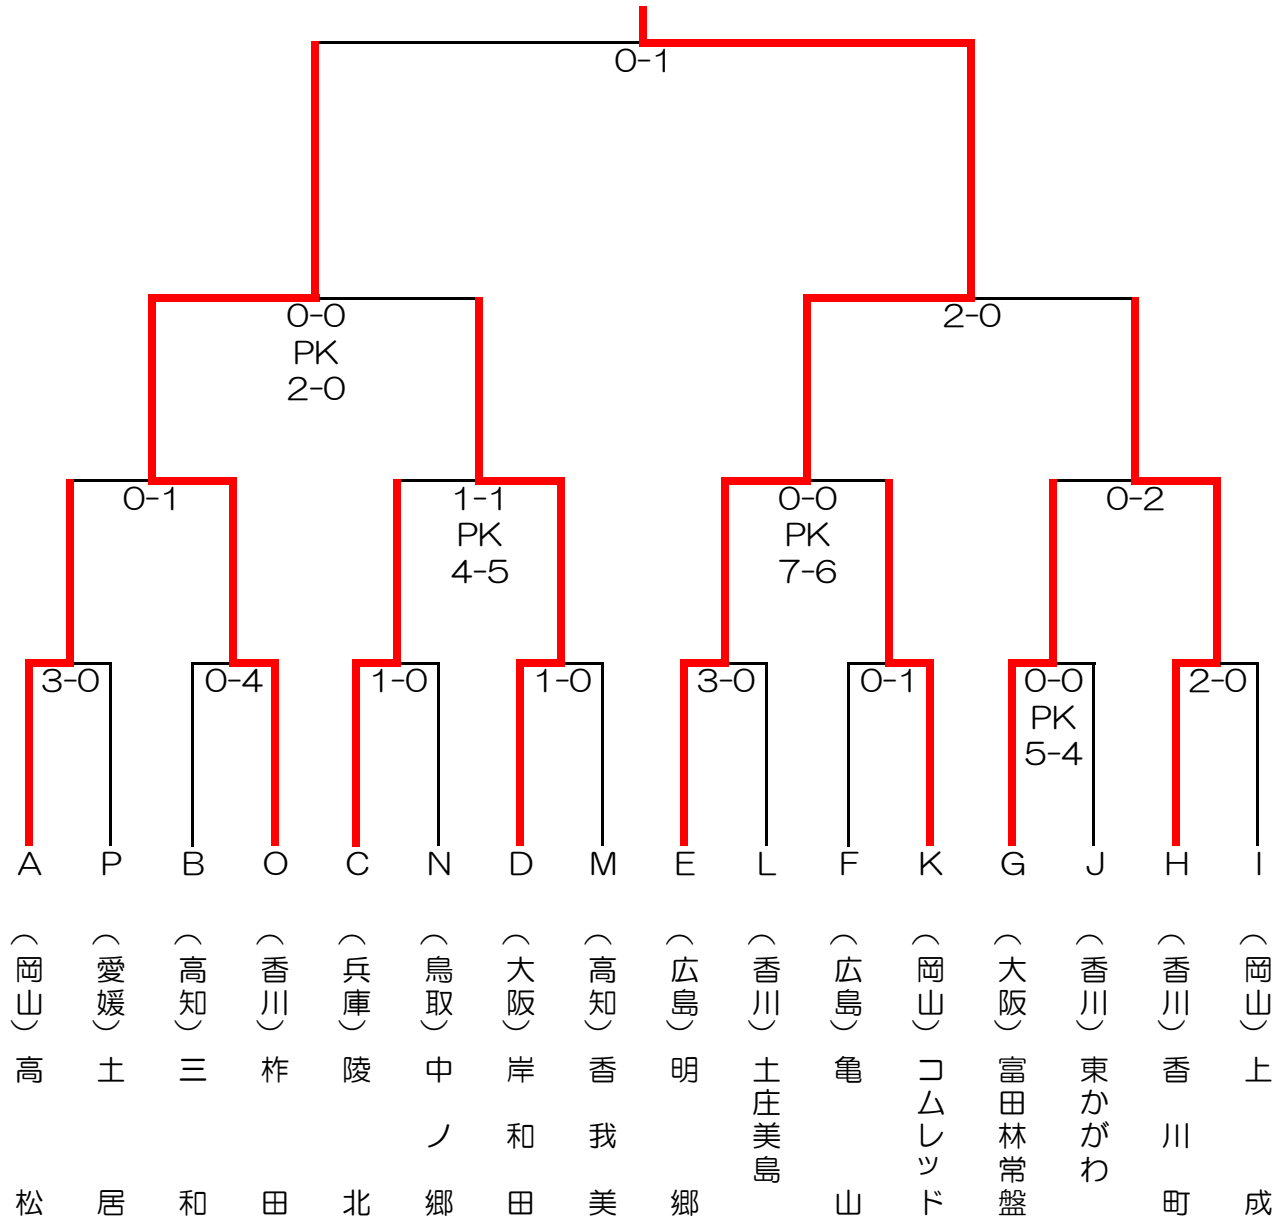 0-1
0-0
PK
2-0
2-0
0-1
1-1
PK
4-5
0-0
PK
7-6
0-2
3-0
0-4
1-0
1-0
3-0
0-1
0-0
PK
5-4
2-0
A
P
B
O
C
N
D
M
E
L
F
K
G
J
H
I
（岡山）高松
（愛媛）土居
（高知）三和
（香川）柞田
（兵庫）陵北
（鳥取）中ノ郷
（大阪）岸和田
（高知）香我美
（広島）明郷
（香川）土庄美島
（広島）亀山
（岡山）コムレッド
（大阪）富田林常盤
（香川）東かがわ
（香川）香川町
（岡山）上成